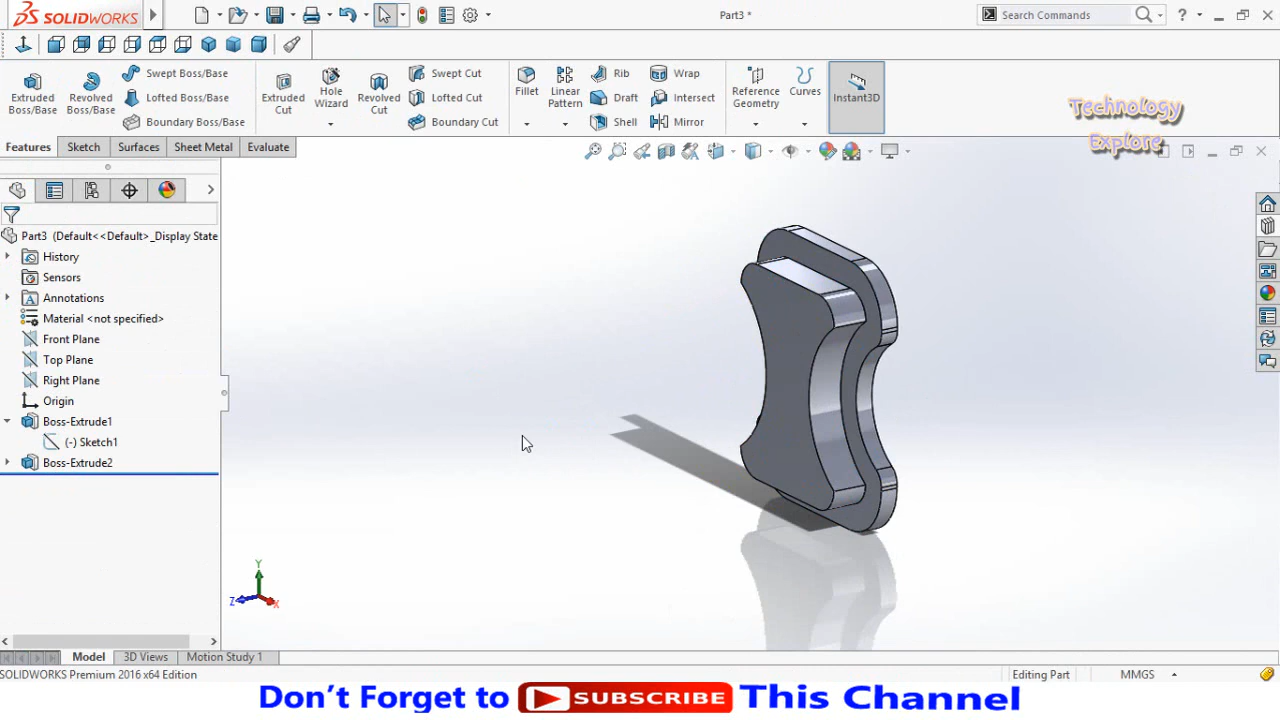 SOLIDWORKS
Part3 *
Search Commands
?
Extruded Boss/Base
Revolved Boss/Base
Swept Boss/Base
Lofted Boss/Base
Boundary Boss/Base
Extruded Cut
Hole Wizard
Revolved Cut
Swept Cut
Lofted Cut
Boundary Cut
Fillet
Linear Pattern
Rib
Draft
Shell
Wrap
Intersect
Mirror
Reference Geometry
Curves
Instant3D
Technology
Explore
Features Sketch Surfaces Sheet Metal Evaluate
Part3 (Default<<Default>_Display State
History
Sensors
Annotations
Material <not specified>
Front Plane
Top Plane
Right Plane
Origin
Boss-Extrude1
(-) Sketch1
Boss-Extrude2
Y
Z
X
Model 3D Views Motion Study 1
SOLIDWORKS Premium 2016 x64 Edition
Editing Part
MMGS
Don't Forget to SUBSCRIBE This Channel